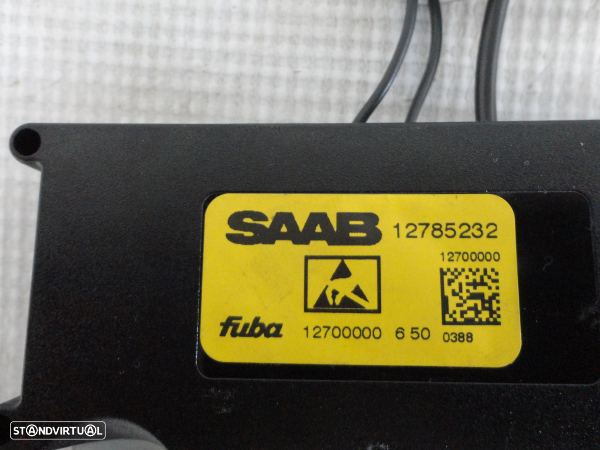 SAAB 12785232
12700000
fuba 12700000 6 50 0388
STANDVIRTUAL